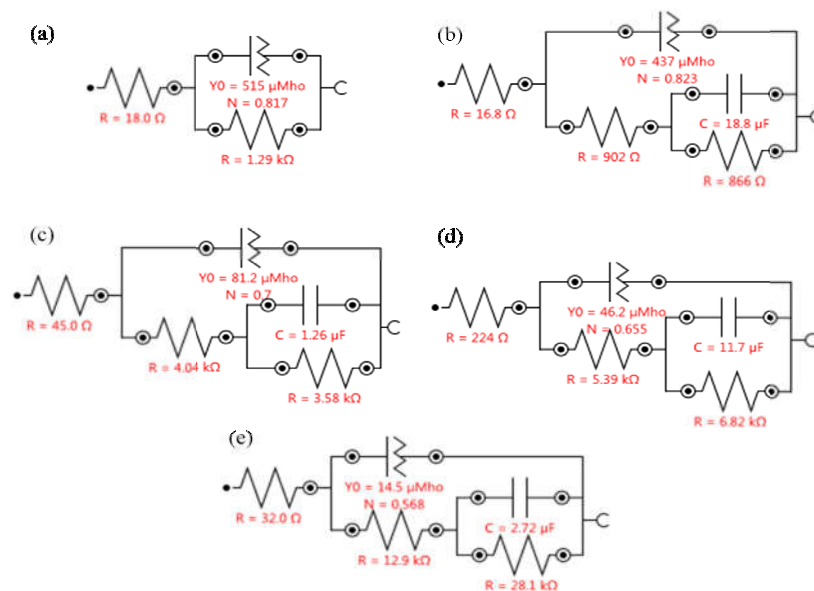 (a)
Y0 = 515 µMho
N = 0.817
R = 18.0 Ω
R = 1.29 kΩ
(b)
Y0 = 437 µMho
N = 0.823
R = 16.8 Ω
C = 18.8 µF
R = 902 Ω
R = 866 Ω
(c)
Y0 = 81.2 µMho
N = 0.7
R = 45.0 Ω
C = 1.26 µF
R = 4.04 kΩ
R = 3.58 kΩ
(d)
Y0 = 46.2 µMho
N = 0.655
R = 224 Ω
C = 11.7 µF
R = 5.39 kΩ
R = 6.82 kΩ
(e)
Y0 = 14.5 µMho
N = 0.568
R = 32.0 Ω
C = 2.72 µF
R = 12.9 kΩ
R = 28.1 kΩ